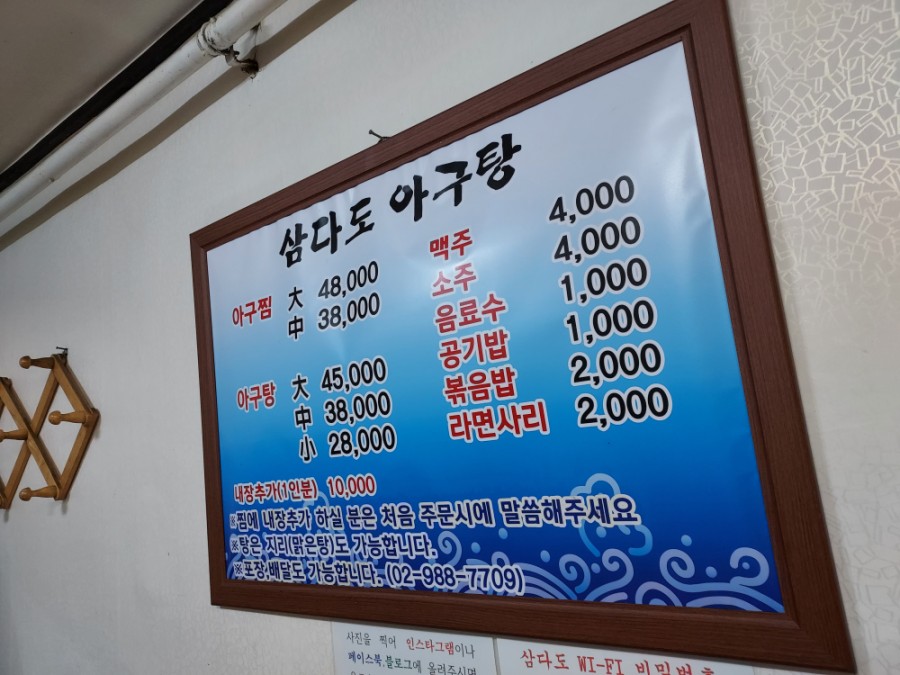 삼다도 아구탕
아구찜 大 48,000
中 38,000
아구탕 大 45,000
中 38,000
小 28,000
맥주 4,000
소주 4,000
음료수 1,000
공기밥 1,000
볶음밥 2,000
라면사리 2,000
내장추가(1인분) 10,000
※찜에 내장추가 하실 분은 처음 주문시에 말씀해주세요
※탕은 지리(맑은탕)도 가능합니다.
※포장.배달도 가능합니다. (02-988-7709)
사진을 찍어 인스타그램이나
페이스북.블로그에 올려주시면
삼다도 WI-FI 비밀번호